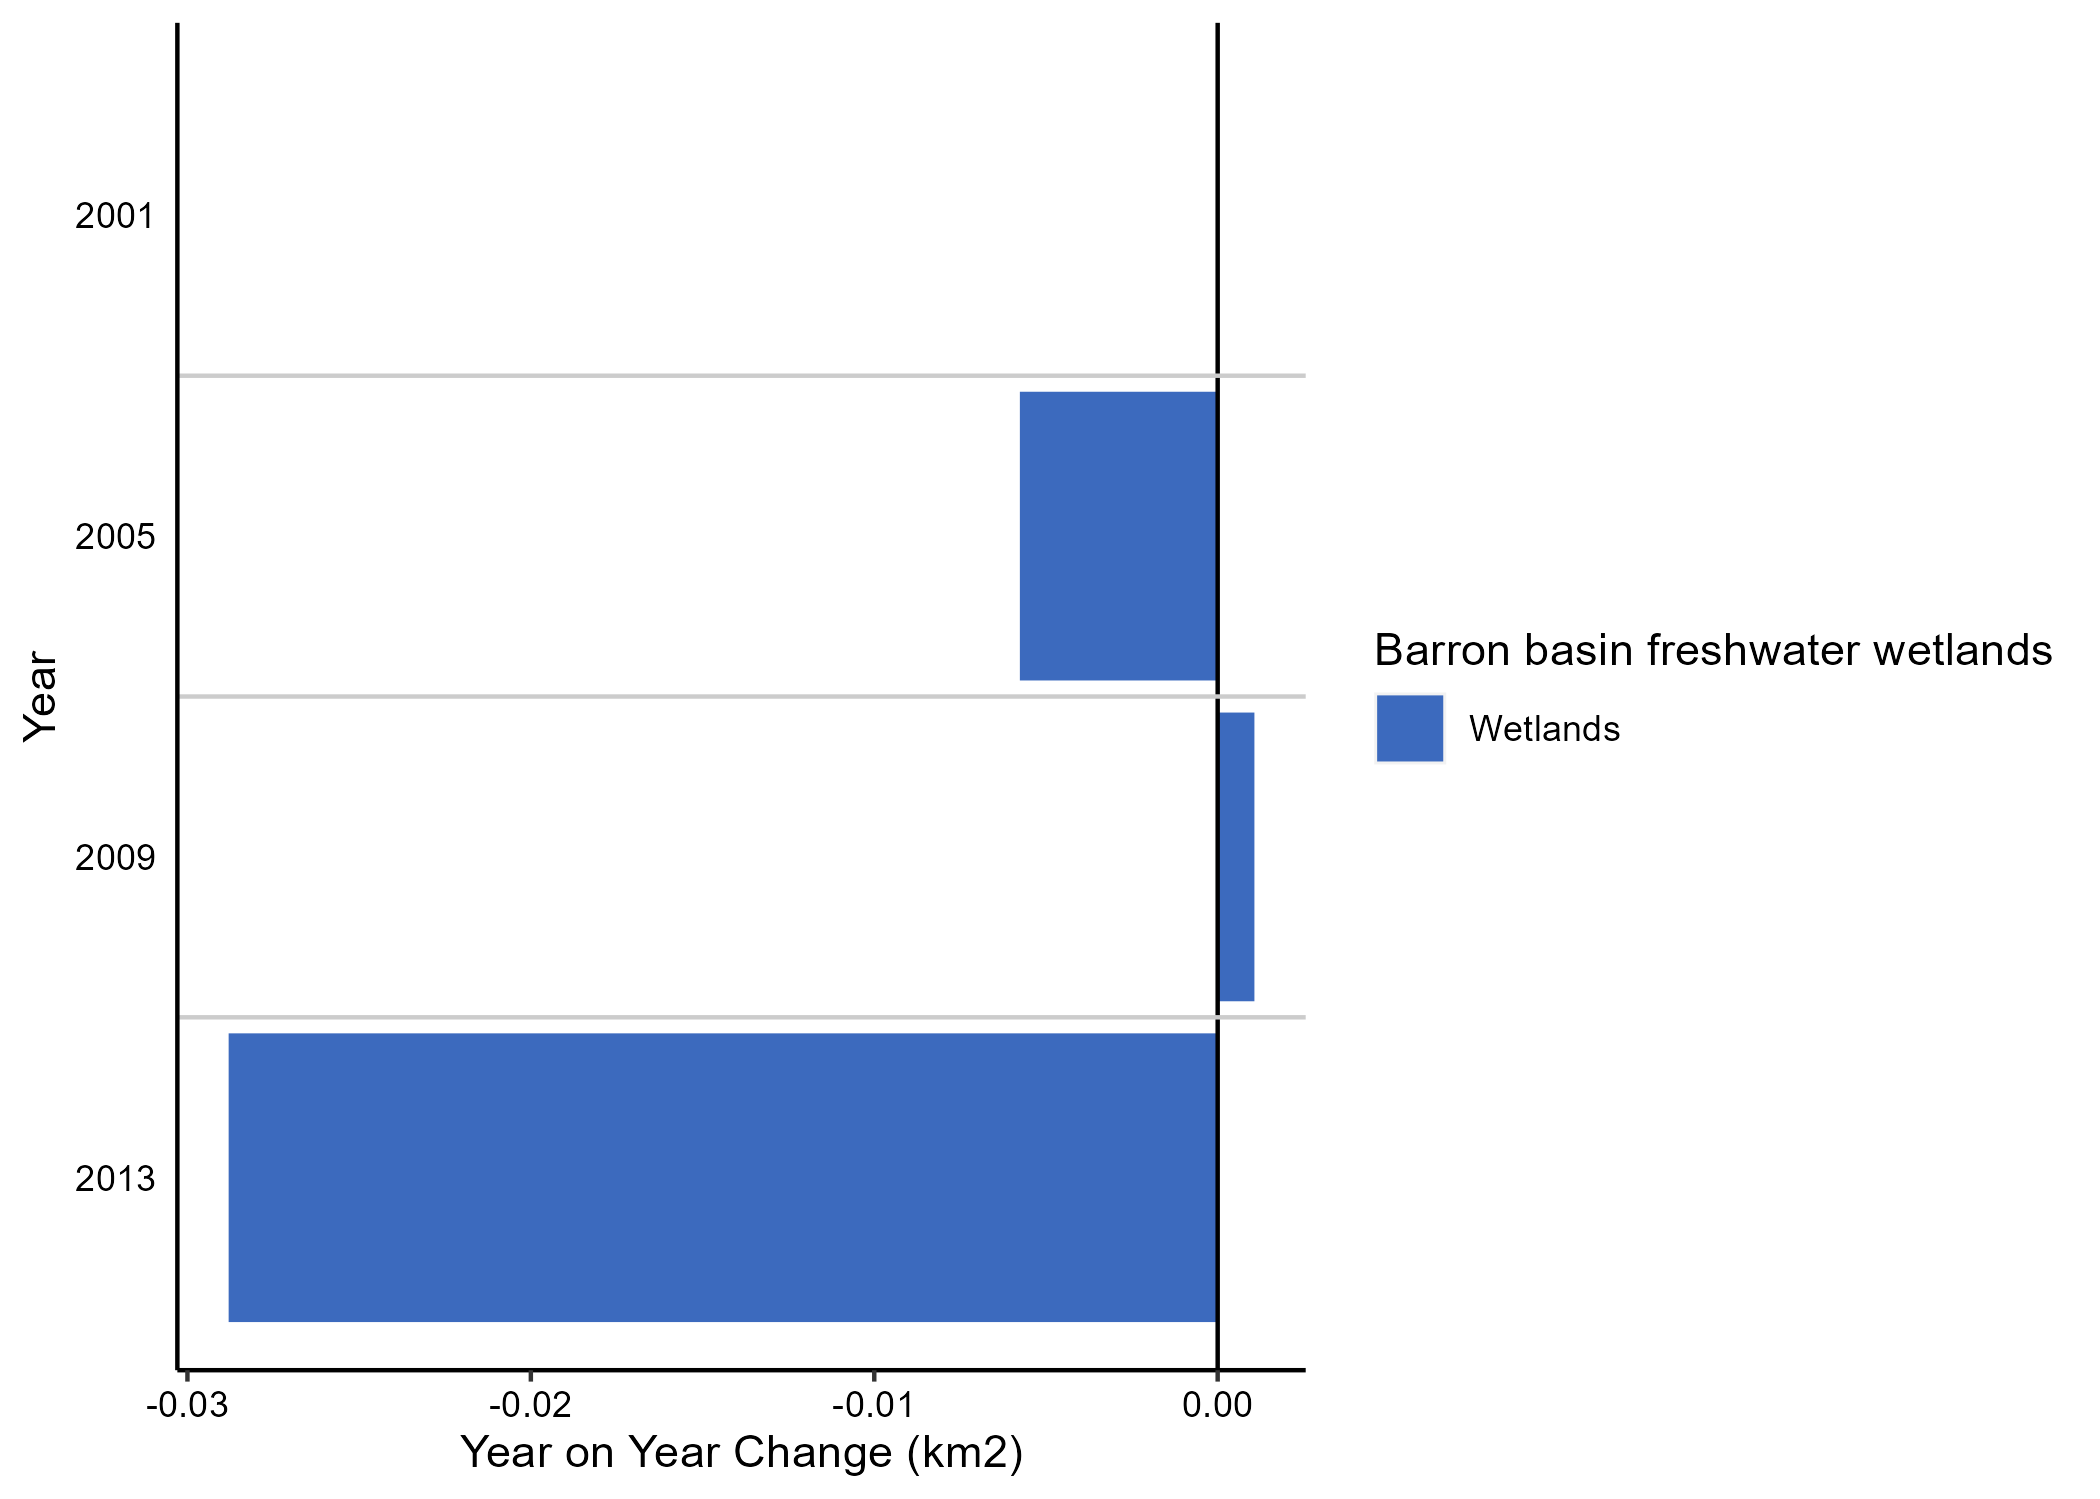 Year
2001
2005
2009
2013
-0.03 -0.02 -0.01 0.00
Year on Year Change (km2)
Barron basin freshwater wetlands
Wetlands